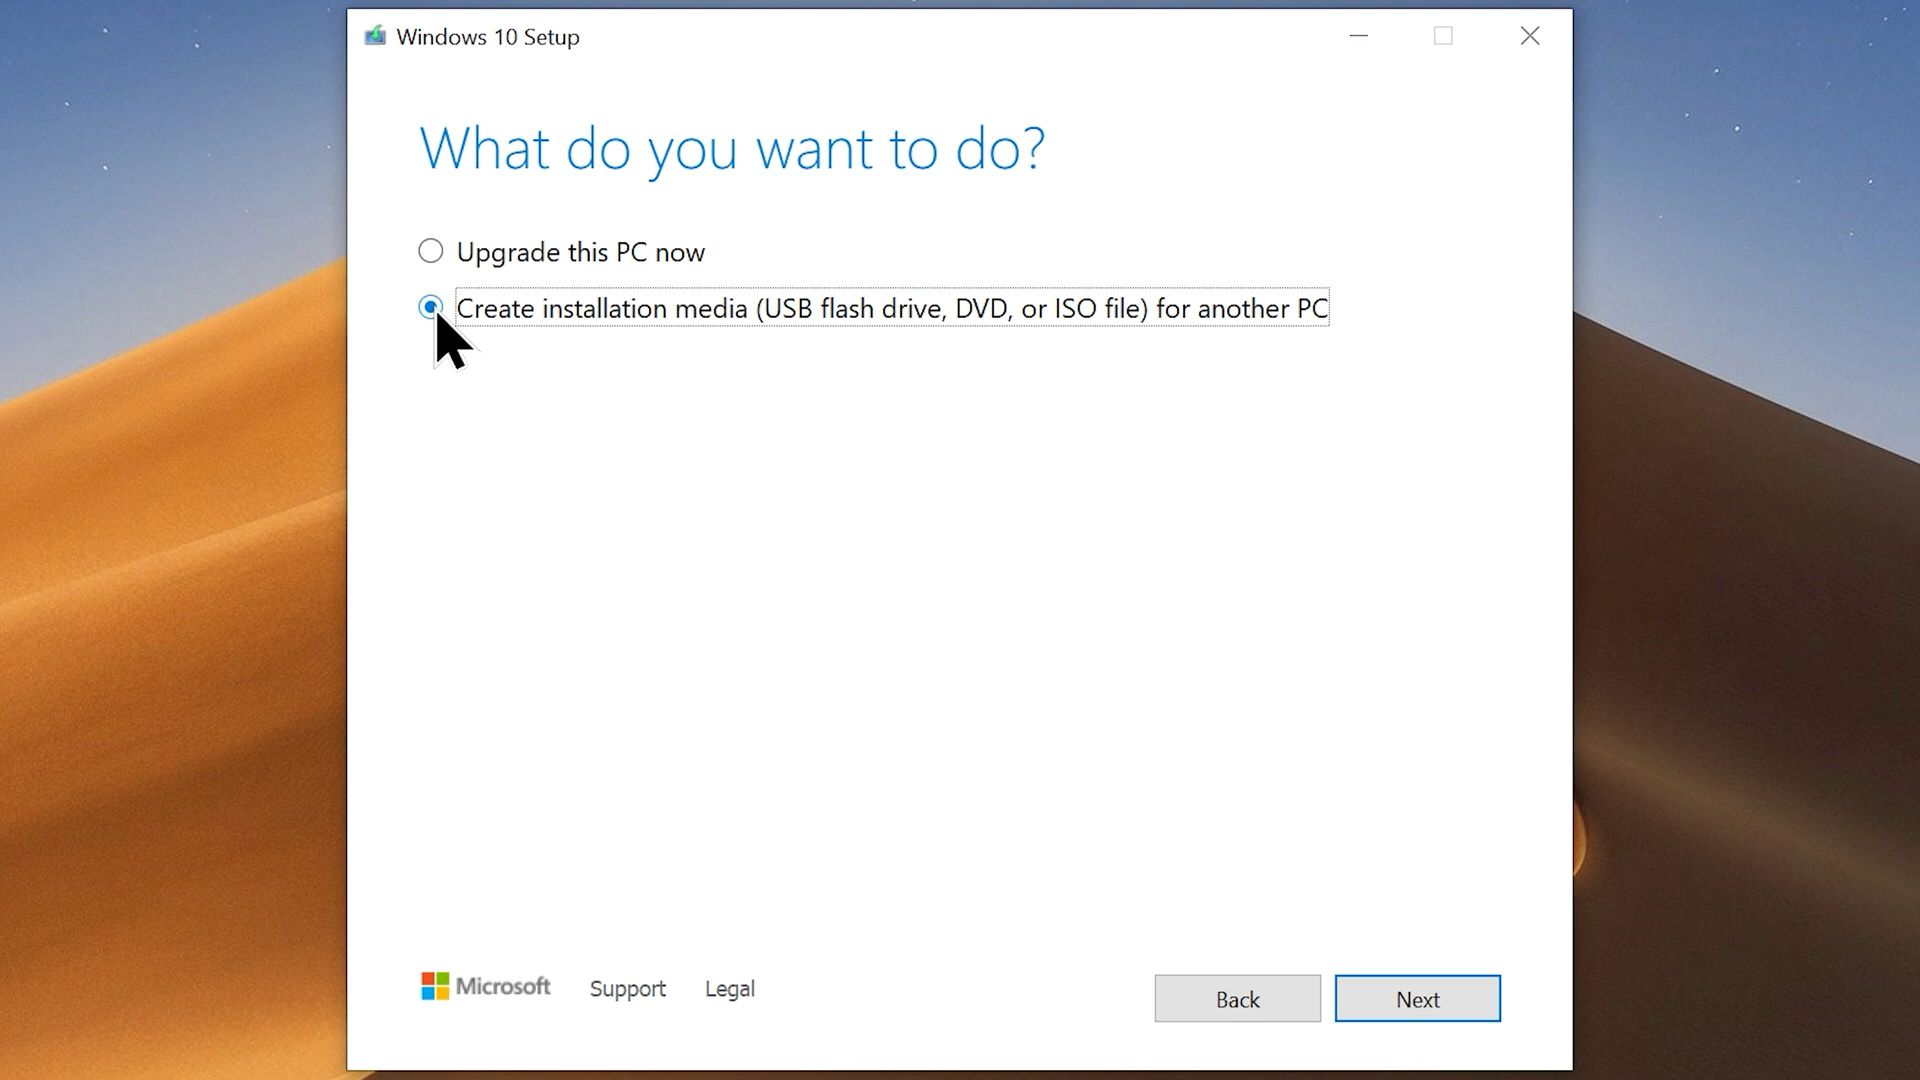 Windows 10 Setup
What do you want to do?
Upgrade this PC now
Create installation media (USB flash drive, DVD, or ISO file) for another PC
Microsoft Support Legal Back Next